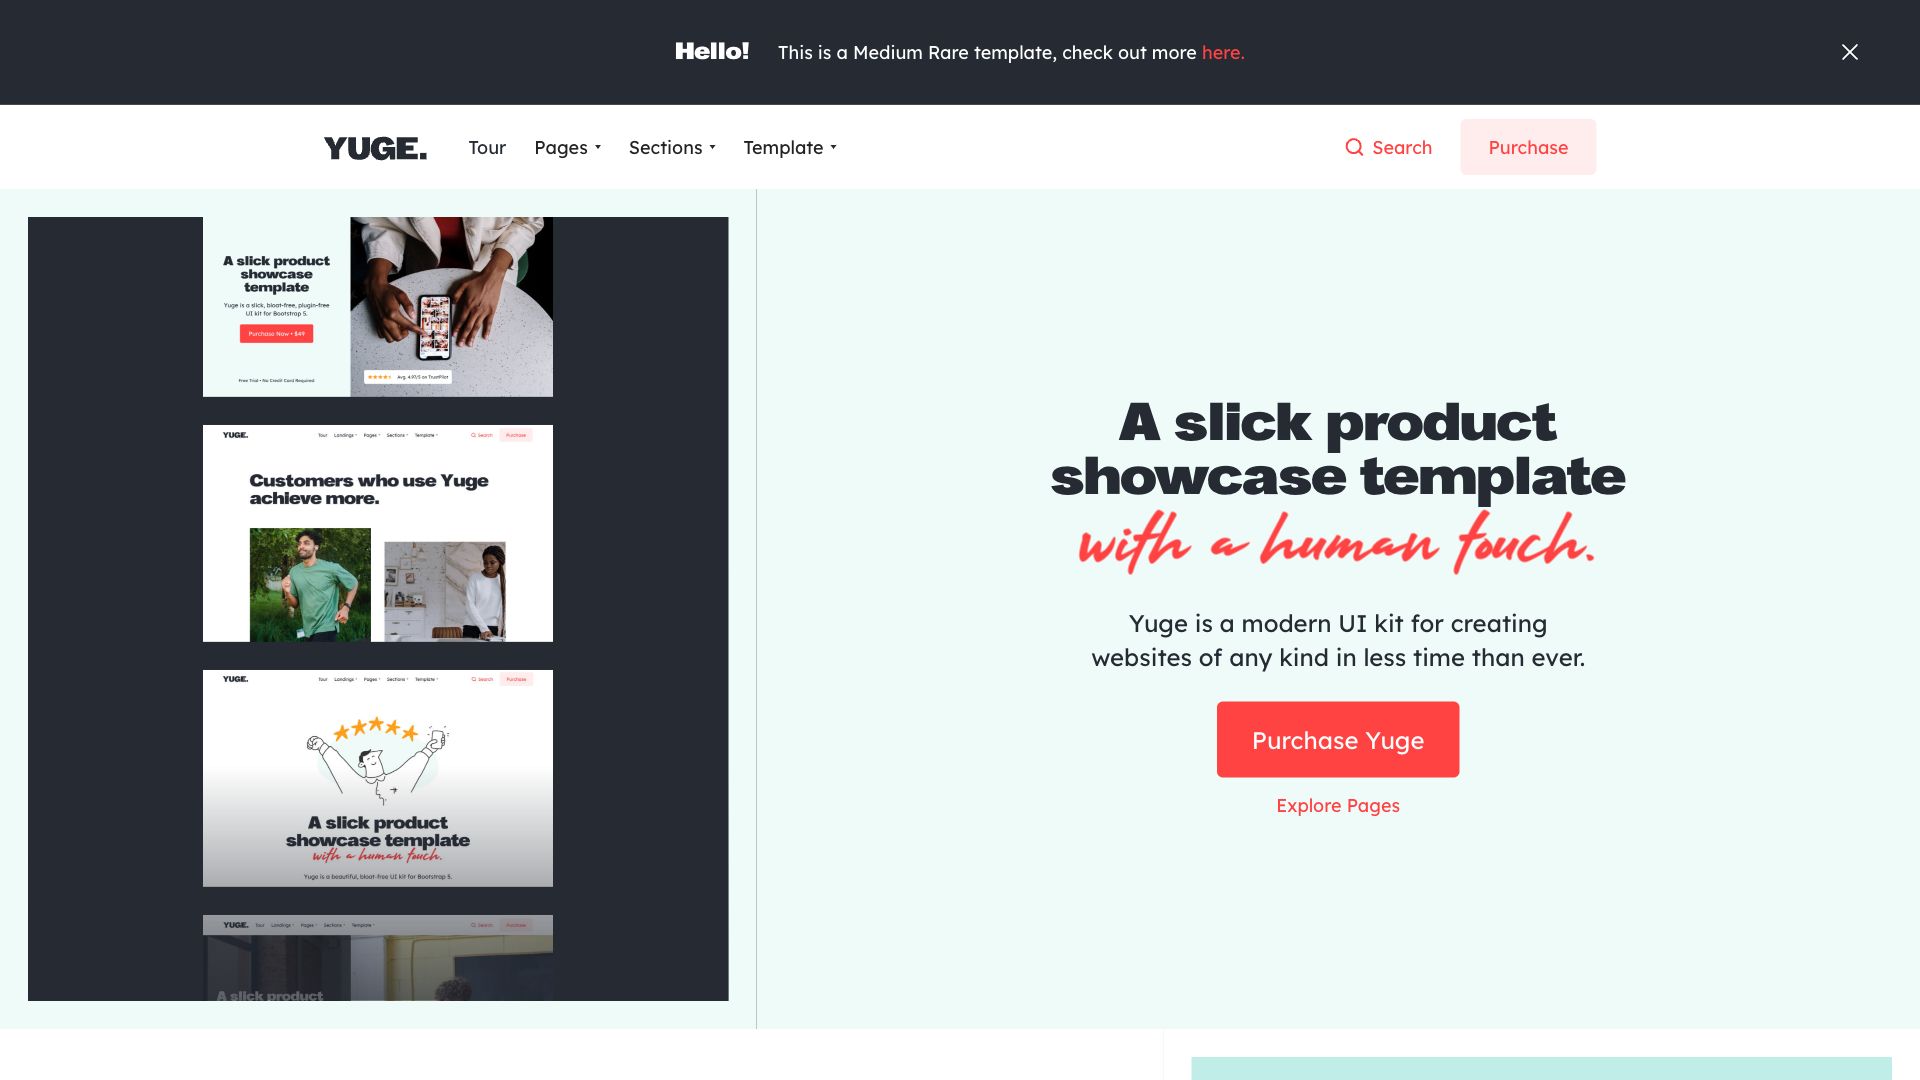 Hello! This is a Medium Rare template, check out more here.
YUGE. Tour Pages Sections Template Search Purchase
A slick product
showcase
template
Yuge is a slick, bloat-free, plugin-free
UI kit for Bootstrap 5.
Purchase Now • $49
Free Trial • No Credit Card Required
Avg. 4.97/5 on TrustPilot
YUGE. Tour Landings Pages Sections Template Search Purchase
Customers who use Yuge
achieve more.
YUGE. Tour Landings Pages Sections Template Search Purchase
A slick product
showcase template
with a human touch.
Yuge is a beautiful, bloat-free UI kit for Bootstrap 5.
YUGE. Tour Landings Pages Sections Template Search Purchase
A slick product
A slick product
showcase template
with a human touch.
Yuge is a modern UI kit for creating
websites of any kind in less time than ever.
Purchase Yuge
Explore Pages